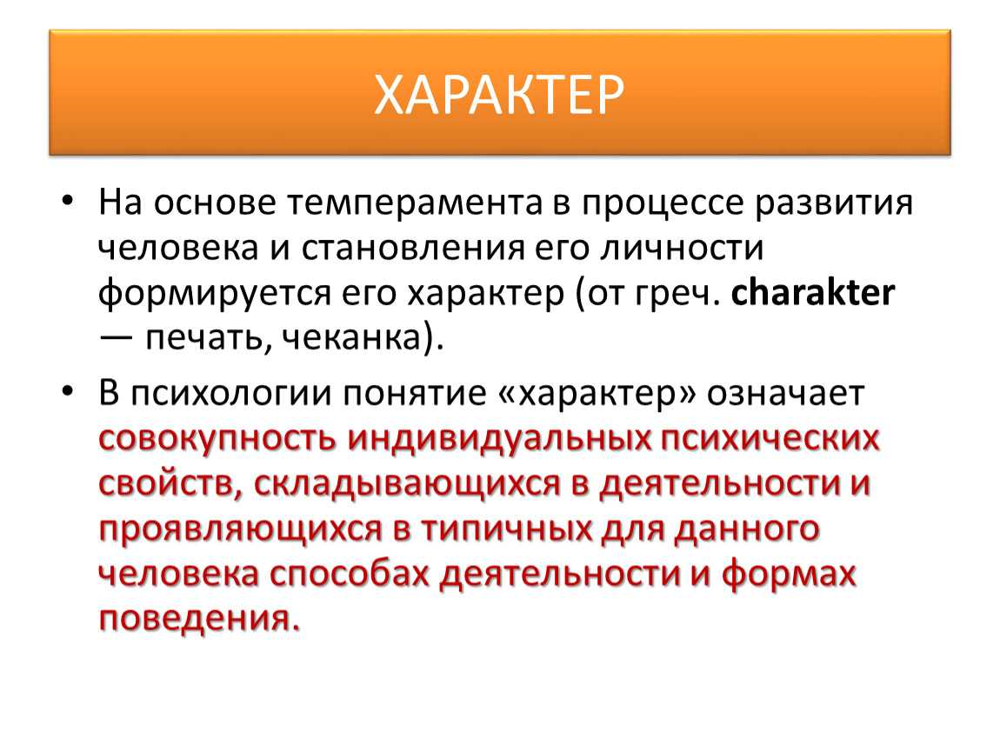 ХАРАКТЕР
• На основе темперамента в процессе развития
человека и становления его личности
формируется его характер (от греч. charakter
— печать, чеканка).
• В психологии понятие «характер» означает
совокупность индивидуальных психических
свойств, складывающихся в деятельности и
проявляющихся в типичных для данного
человека способах деятельности и формах
поведения.